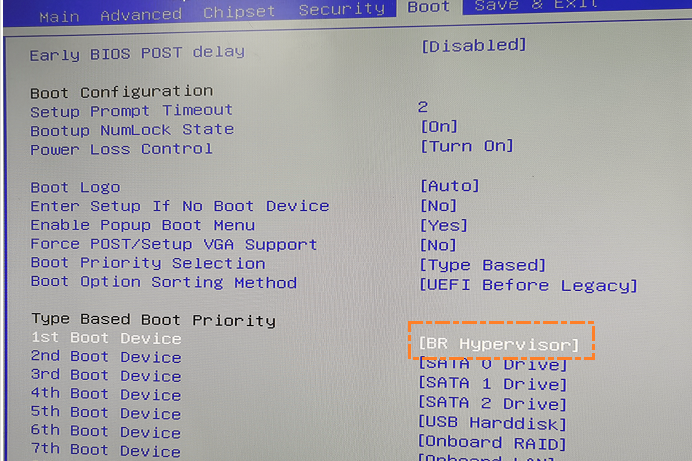 Main Advanced Chipset Security Boot Save & Exit
Early BIOS POST delay [Disabled]
Boot Configuration
Setup Prompt Timeout 2
Bootup NumLock State [On]
Power Loss Control [Turn On]
Boot Logo [Auto]
Enter Setup If No Boot Device [No]
Enable Popup Boot Menu [Yes]
Force POST/Setup VGA Support [No]
Boot Priority Selection [Type Based]
Boot Option Sorting Method [UEFI Before Legacy]
Type Based Boot Priority
1st Boot Device [BR Hypervisor]
2nd Boot Device [SATA 0 Drive]
3rd Boot Device [SATA 1 Drive]
4th Boot Device [SATA 2 Drive]
5th Boot Device [USB Harddisk]
6th Boot Device [Onboard RAID]
7th Boot Device [Onboard LAN]